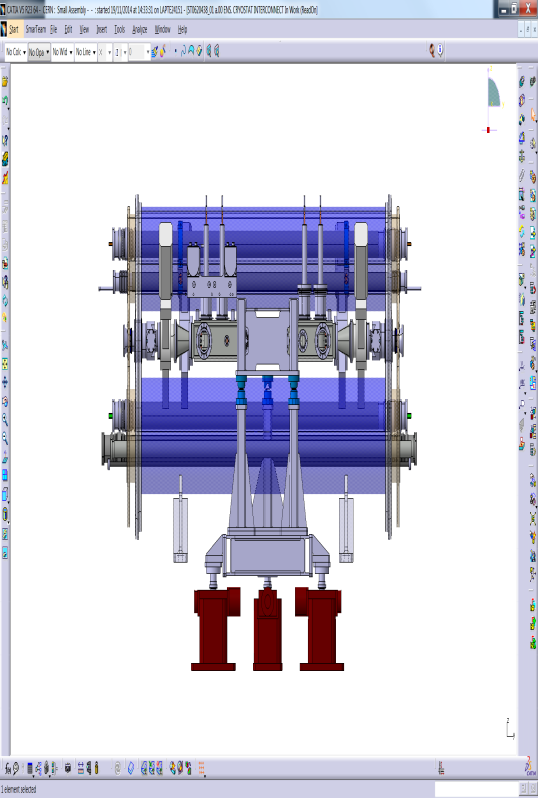 CATIA V5 R23 64 - CERN : Small Assembly - - : started 19/11/2014 at 14:33:31 on LAPTE24151 - [ST0620438_01 a.00 ENS. CRYOSTAT INTERCONNECT In Work (ReadOn)]
Start SmarTeam File Edit View Insert Tools Analyze Window Help
No Colo No Opa No Wid No Line
1 element selected